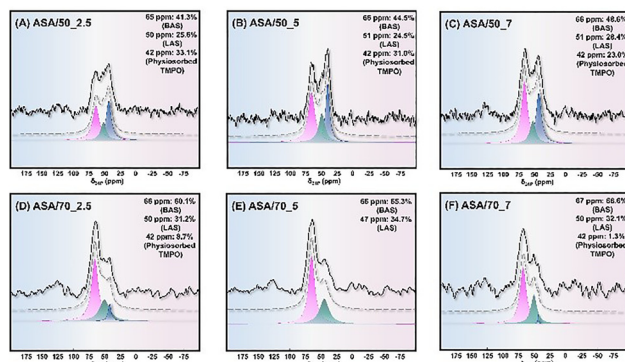 (A) ASA/50_2.5
65 ppm: 41.3%
(BAS)
50 ppm: 25.6%
(LAS)
42 ppm: 33.1%
(Physiosorbed
TMPO)
175 150 125 100 75 50 25 0 -25 -50 -75
δ31P (ppm)
(B) ASA/50_5
65 ppm: 44.5%
(BAS)
51 ppm: 24.5%
(LAS)
42 ppm: 31.0%
(Physiosorbed
TMPO)
175 150 125 100 75 50 25 0 -25 -50 -75
δ31P (ppm)
(C) ASA/50_7
66 ppm: 48.6%
(BAS)
51 ppm: 28.4%
(LAS)
42 ppm: 23.0%
(Physiosorbed
TMPO)
175 150 125 100 75 50 25 0 -25 -50 -75
δ31P (ppm)
(D) ASA/70_2.5
66 ppm: 60.1%
(BAS)
50 ppm: 31.2%
(LAS)
42 ppm: 8.7%
(Physiosorbed
TMPO)
175 150 125 100 75 50 25 0 -25 -50 -75
(E) ASA/70_5
65 ppm: 65.3%
(BAS)
47 ppm: 34.7%
(LAS)
175 150 125 100 75 50 25 0 -25 -50 -75
(F) ASA/70_7
67 ppm: 66.6%
(BAS)
50 ppm: 32.1%
(LAS)
42 ppm: 1.3%
(Physiosorbed
TMPO)
175 150 125 100 75 50 25 0 -25 -50 -75